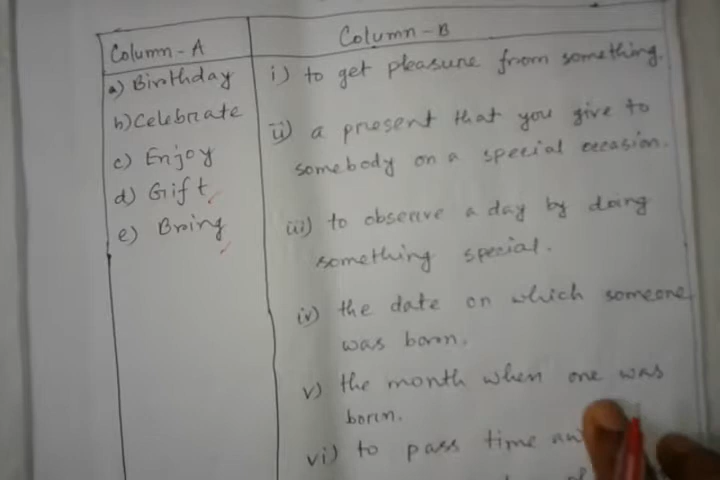 Column - A
Column - B
a) Birthday
i) to get pleasure from something.
b) Celebrate
ii) a present that you give to
somebody on a special occasion.
c) Enjoy
d) Gift
e) Bring
iii) to observe a day by doing
something special.
iv) the date on which someone
was born.
v) the month when one was
born.
vi) to pass time